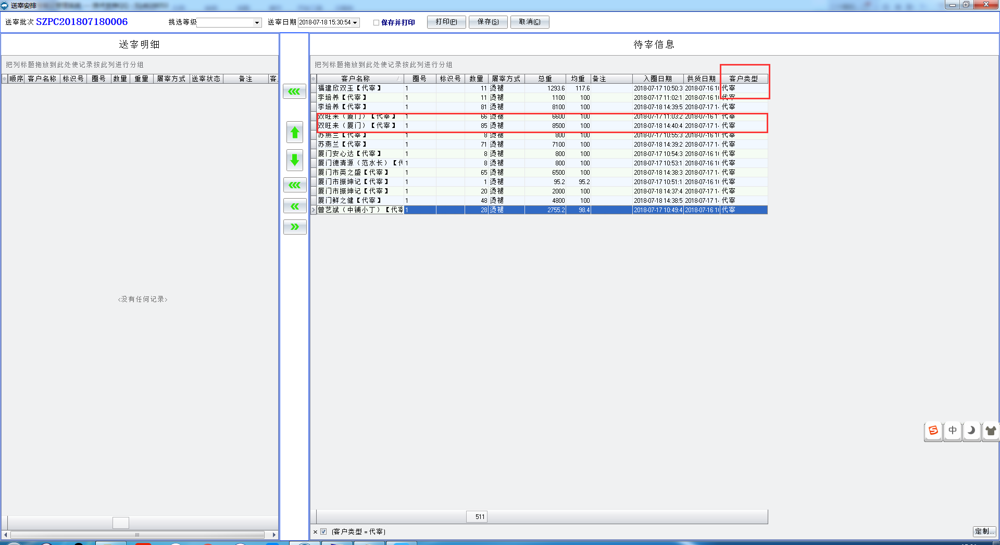 送宰安排
送宰批次 SZPC201807180006 挑选等级 送宰日期 2018-07-18 15:30:54 保存并打印 打印(P) 保存(S) 取消(C)
送宰明细
把列标题拖放到此处使记录按此列进行分组
顺序 客户名称 标识号 圈号 数量 重量 屠宰方式 送宰状态 备注 客
<没有任何记录>
待宰信息
把列标题拖放到此处使记录按此列进行分组
客户名称 圈号 标识号 数量 屠宰方式 总重 均重 备注 入圈日期 供货日期 客户类型
福建欣双玉【代宰】 1 11 烫褪 1293.6 117.6 2018-07-17 10:50:3 2018-07-16 1 代宰
李培养【代宰】 1 11 烫褪 1100 100 2018-07-17 11:02:1 2018-07-16 1 代宰
李培养【代宰】 1 81 烫褪 8100 100 2018-07-18 14:39:5 2018-07-17 1 代宰
双旺来（厦门）【代宰】 1 66 烫褪 6600 100 2018-07-17 11:03:2 2018-07-16 1 代宰
双旺来（厦门）【代宰】 1 85 烫褪 8500 100 2018-07-18 14:40:4 2018-07-17 1 代宰
苏燕兰【代宰】 1 8 烫褪 800 100 2018-07-17 10:55:3 2018-07-16 1 代宰
苏燕兰【代宰】 1 71 烫褪 7100 100 2018-07-18 14:39:2 2018-07-17 1 代宰
厦门安心达【代宰】 1 8 烫褪 800 100 2018-07-17 10:54:3 2018-07-16 1 代宰
厦门德清源（范水长）【代 1 8 烫褪 800 100 2018-07-17 10:53:1 2018-07-16 1 代宰
厦门市英之盛【代宰】 1 65 烫褪 6500 100 2018-07-18 14:38:3 2018-07-17 1 代宰
厦门市振坤记【代宰】 1 1 烫褪 95.2 95.2 2018-07-17 10:51:1 2018-07-16 1 代宰
厦门市振坤记【代宰】 1 20 烫褪 2000 100 2018-07-18 14:37:4 2018-07-17 1 代宰
厦门鲜之健【代宰】 1 48 烫褪 4800 100 2018-07-18 14:38:5 2018-07-17 1 代宰
曾艺斌（中铺小丁）【代宰 1 28 烫褪 2755.2 98.4 2018-07-17 10:49:4 2018-07-16 1 代宰
中
511
(客户类型 = 代宰)
定制...